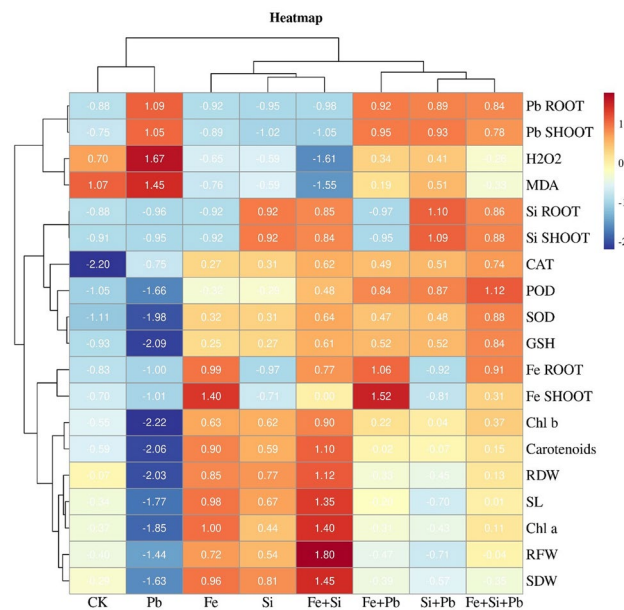 Heatmap
-0.88 1.09 -0.92 -0.95 -0.98 0.92 0.89 0.84 Pb ROOT
-0.75 1.05 -0.89 -1.02 -1.05 0.95 0.93 0.78 Pb SHOOT
0.70 1.67 -1.61 0.34 0.41 H2O2
1.07 1.45 -0.76 -1.55 0.19 0.51 MDA
-0.88 -0.96 -0.92 0.92 0.85 -0.97 1.10 0.86 Si ROOT
-0.91 -0.95 -0.92 0.92 0.84 -0.95 1.09 0.88 Si SHOOT
-2.20 -0.75 0.27 0.31 0.62 0.49 0.51 0.74 CAT
-1.05 -1.66 0.48 0.84 0.87 1.12 POD
-1.11 -1.98 0.32 0.31 0.64 0.47 0.48 0.88 SOD
-0.93 -2.09 0.25 0.27 0.61 0.52 0.52 0.84 GSH
-0.83 -1.00 0.99 -0.97 0.77 1.06 -0.92 0.91 Fe ROOT
-0.70 -1.01 1.40 -0.71 1.52 -0.81 0.31 Fe SHOOT
-2.22 0.63 0.62 0.90 0.22 0.04 0.37 Chl b
-2.06 0.90 0.59 1.10 0.15 Carotenoids
-2.03 0.85 0.77 1.12 0.13 RDW
-1.77 0.98 0.67 1.35 -0.70 SL
-1.85 1.00 0.44 1.40 0.11 Chl a
-1.44 0.72 0.54 1.80 -0.71 RFW
-1.63 0.96 0.81 1.45 SDW
CK Pb Fe Si Fe+Si Fe+Pb Si+Pb Fe+Si+Pb
1
0
-1
-2